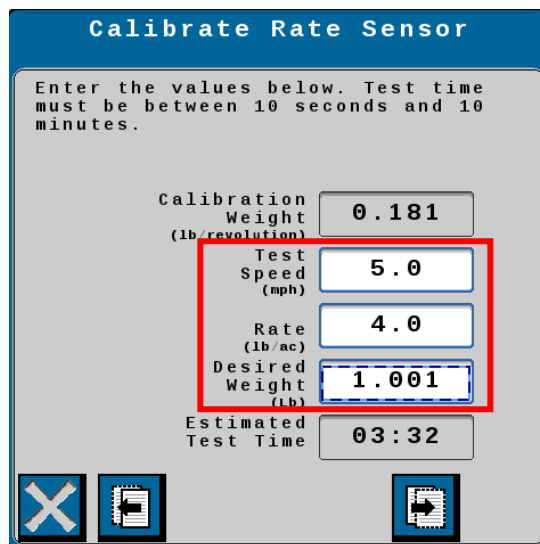 Calibrate Rate Sensor
Enter the values below. Test time
must be between 10 seconds and 10
minutes.
Calibration
Weight
(lb/revolution)
0.181
Test
Speed
(mph)
5.0
Rate
(lb/ac)
4.0
Desired
Weight
(Lb)
1.001
Estimated
Test Time
03:32